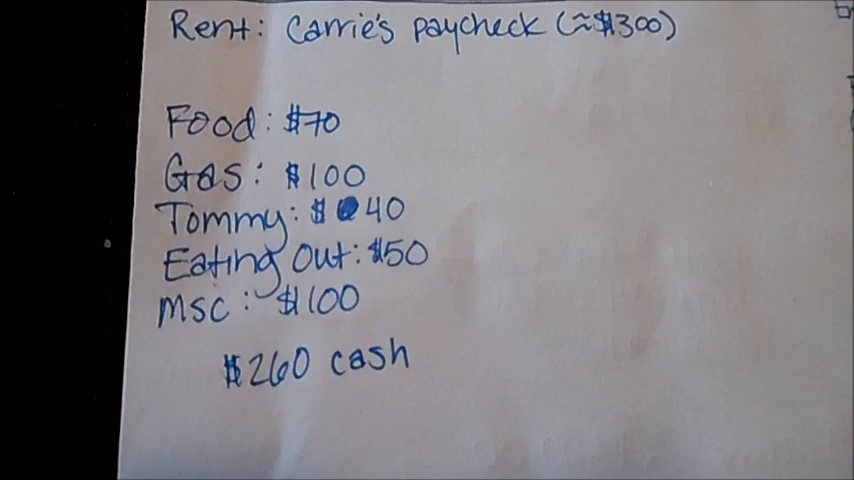 Rent: Carrie's paycheck (≈$300)
Food: $70
Gas: $100
Tommy: $40
Eating Out: $50
MSC: $100
$260 cash